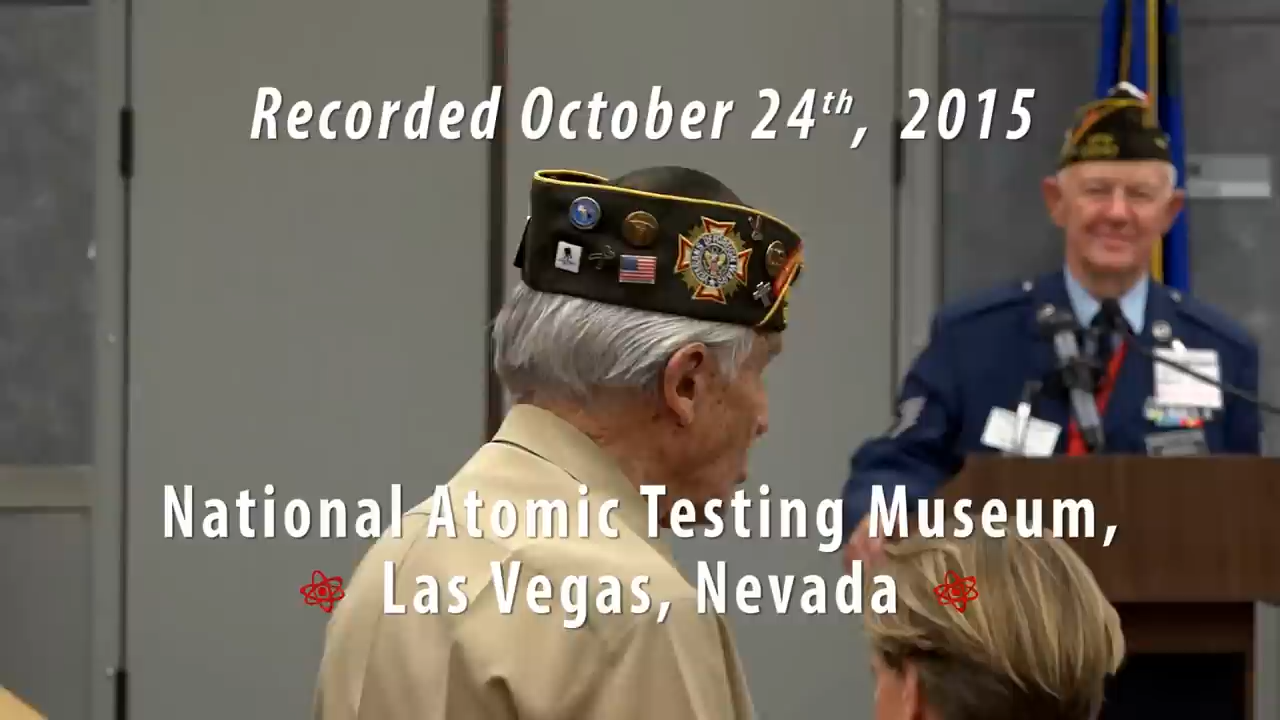 Recorded October 24th, 2015
National Atomic Testing Museum,
Las Vegas, Nevada